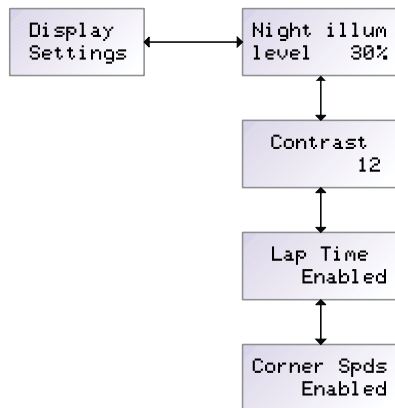 Display
Settings
Night illum
level 30%
Contrast
12
Lap Time
Enabled
Corner Spds
Enabled